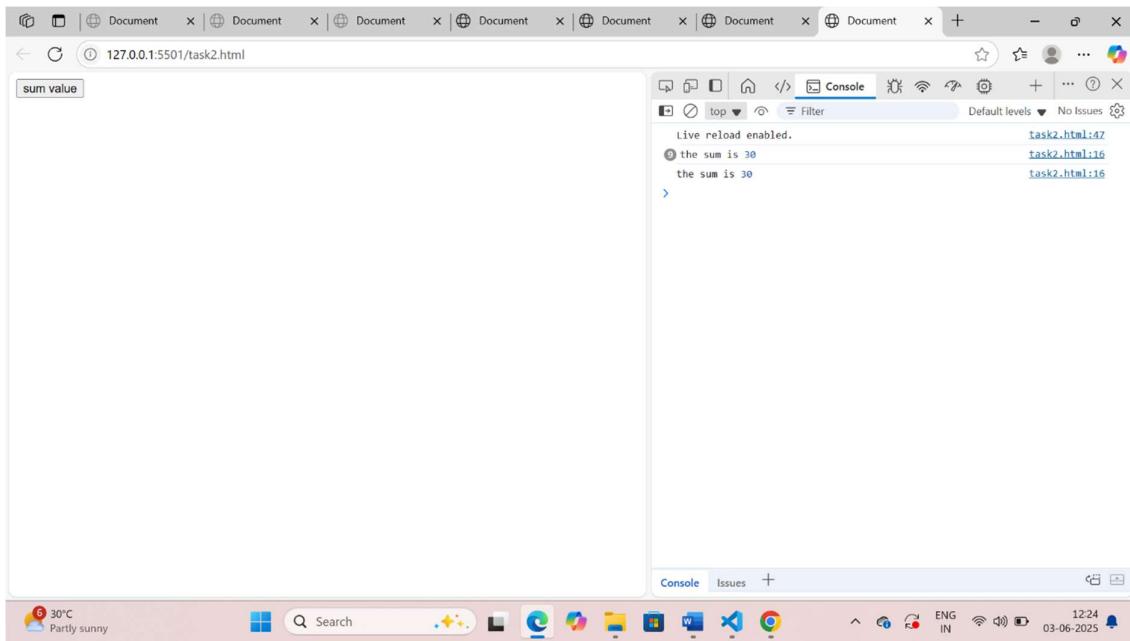 Document Document Document Document Document Document Document
127.0.0.1:5501/task2.html
sum value
Console
top Filter Default levels No Issues
Live reload enabled. task2.html:47
9 the sum is 30 task2.html:16
the sum is 30 task2.html:16
Console Issues
6 30°C
Partly sunny
Search
ENG
IN
12:24
03-06-2025